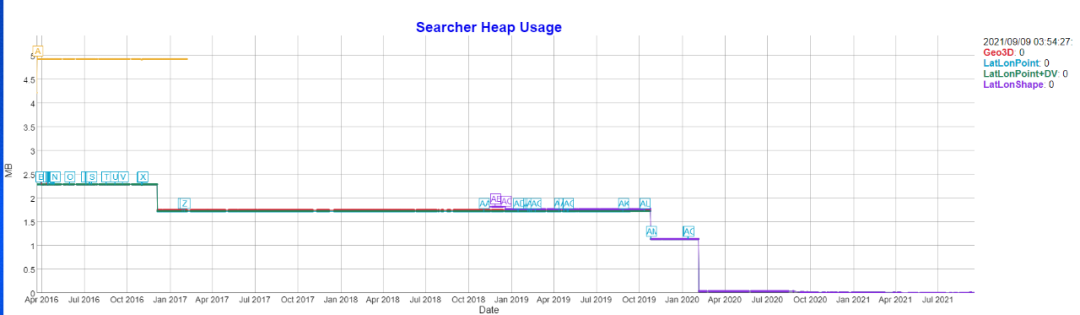 Searcher Heap Usage
2021/09/09 03:54:27:
Geo3D: 0
LatLonPoint: 0
LatLonPoint+DV: 0
LatLonShape: 0
A
5
4.5
4
3.5
3
MB
2.5
B N O I S T U V X
2
Z
1.5
1
0.5
0
Apr 2016 Jul 2016 Oct 2016 Jan 2017 Apr 2017 Jul 2017 Oct 2017 Jan 2018 Apr 2018 Jul 2018 Oct 2018 Jan 2019 Apr 2019 Jul 2019 Oct 2019 Jan 2020 Apr 2020 Jul 2020 Oct 2020 Jan 2021 Apr 2021 Jul 2021
Date